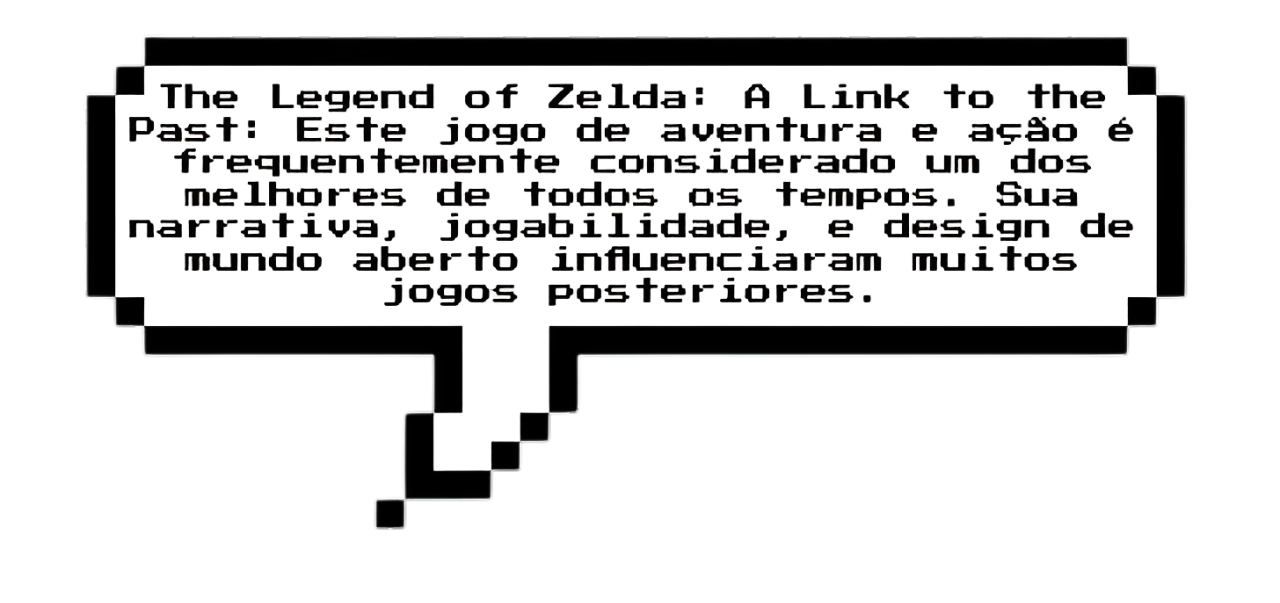 The Legend of Zelda: A Link to the
Past: Este jogo de aventura e ação é
frequentemente considerado um dos
melhores de todos os tempos. Sua
narrativa, jogabilidade, e design de
mundo aberto influenciaram muitos
jogos posteriores.